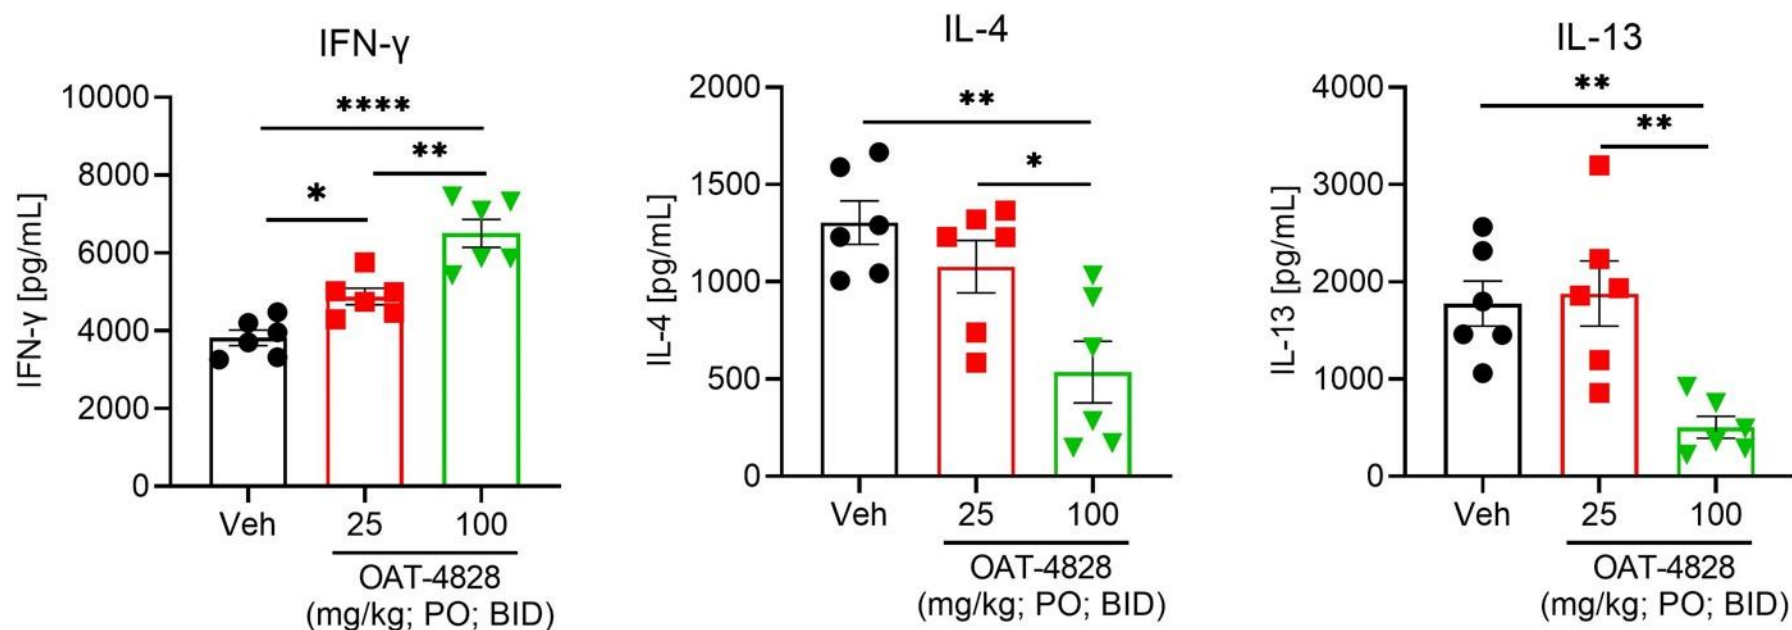 IFN-γ
IFN-γ [pg/mL]
10000
8000
6000
4000
2000
0
****
**
*
Veh
25
100
OAT-4828
(mg/kg; PO; BID)
IL-4
IL-4 [pg/mL]
2000
1500
1000
500
0
**
*
Veh
25
100
OAT-4828
(mg/kg; PO; BID)
IL-13
IL-13 [pg/mL]
4000
3000
2000
1000
0
**
**
Veh
25
100
OAT-4828
(mg/kg; PO; BID)